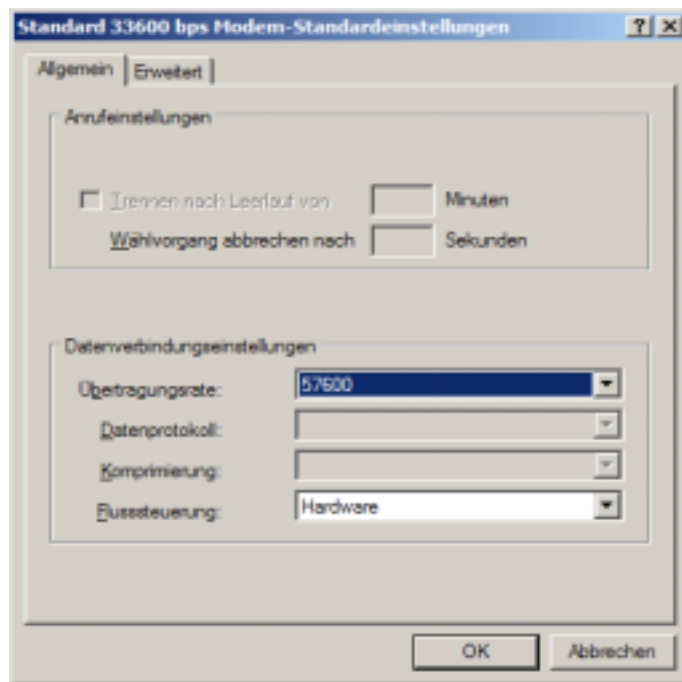 Standard 33600 bps Modem-Standardeinstellungen
Allgemein Erweitert
Anrufeinstellungen
Trennen nach Leerlauf von Minuten
Wählvorgang abbrechen nach Sekunden
Datenverbindungseinstellungen
Übertragungsrate: 57600
Datenprotokoll:
Komprimierung:
Flusssteuerung: Hardware
OK Abbrechen